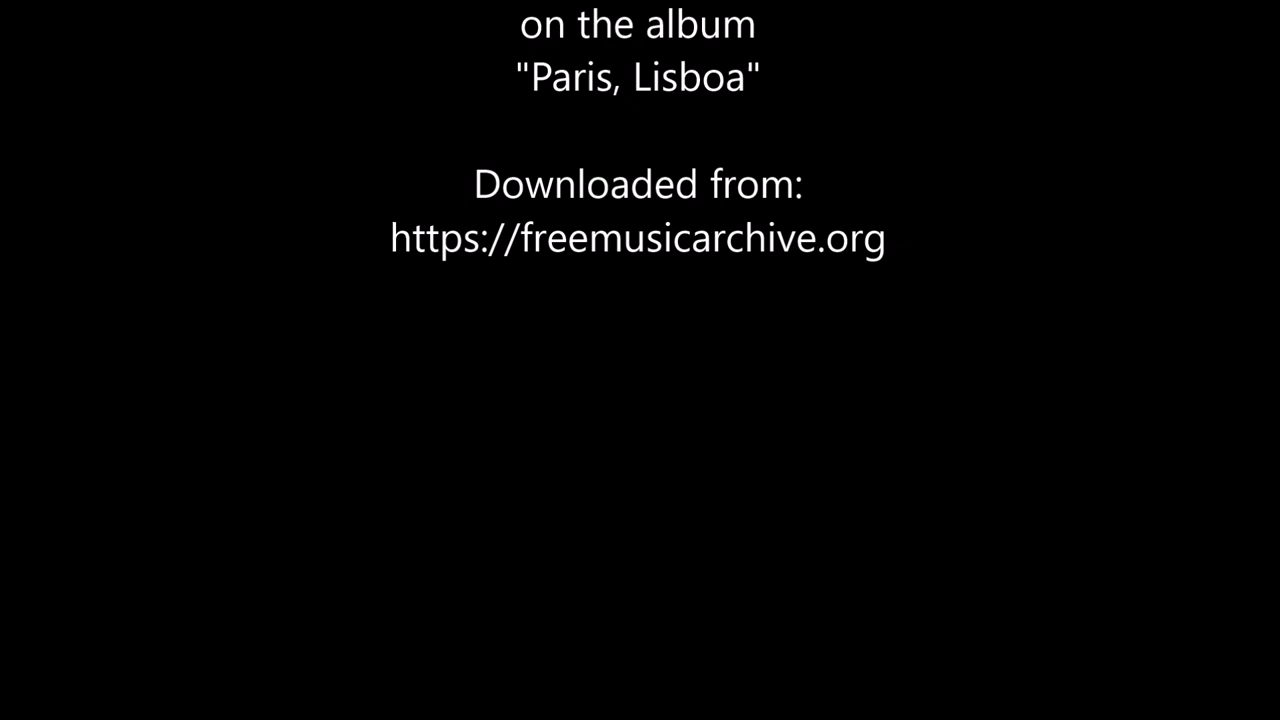 on the album
"Paris, Lisboa"
Downloaded from:
https://freemusicarchive.org